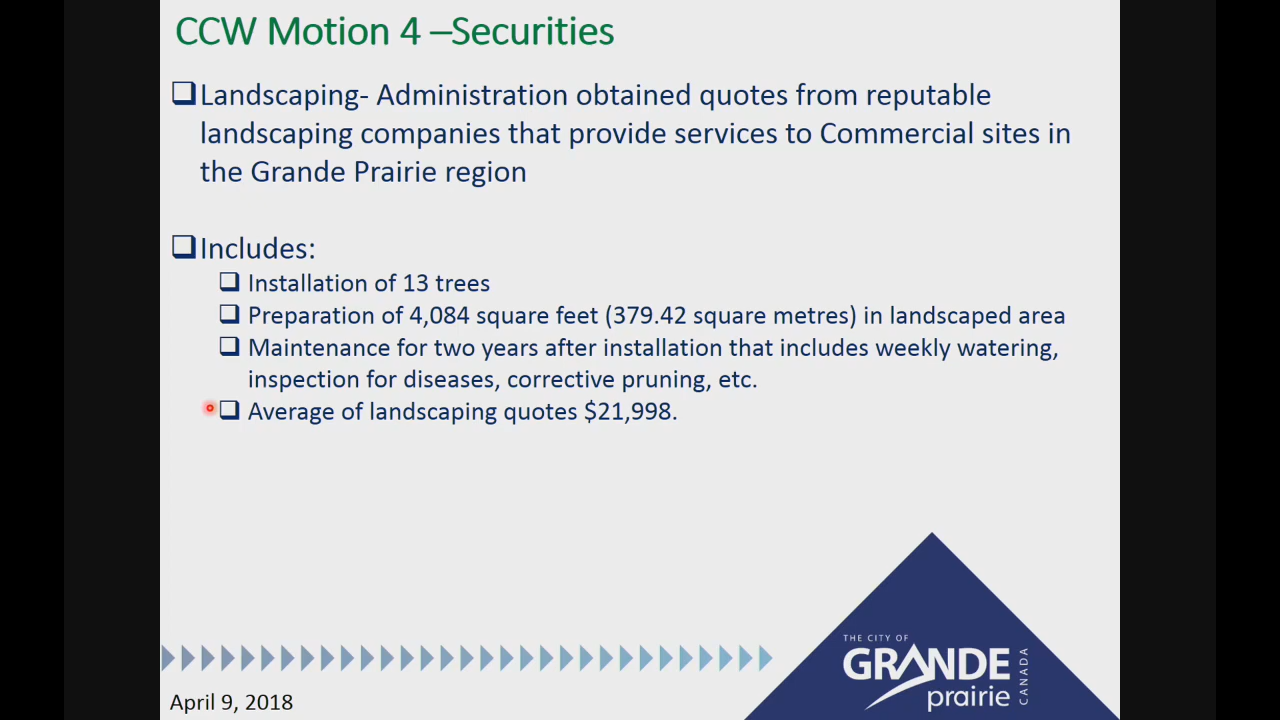 CCW Motion 4 –Securities
Landscaping- Administration obtained quotes from reputable
landscaping companies that provide services to Commercial sites in
the Grande Prairie region
Includes:
Installation of 13 trees
Preparation of 4,084 square feet (379.42 square metres) in landscaped area
Maintenance for two years after installation that includes weekly watering,
inspection for diseases, corrective pruning, etc.
Average of landscaping quotes $21,998.
THE CITY OF
GRANDE
prairie
CANADA
April 9, 2018